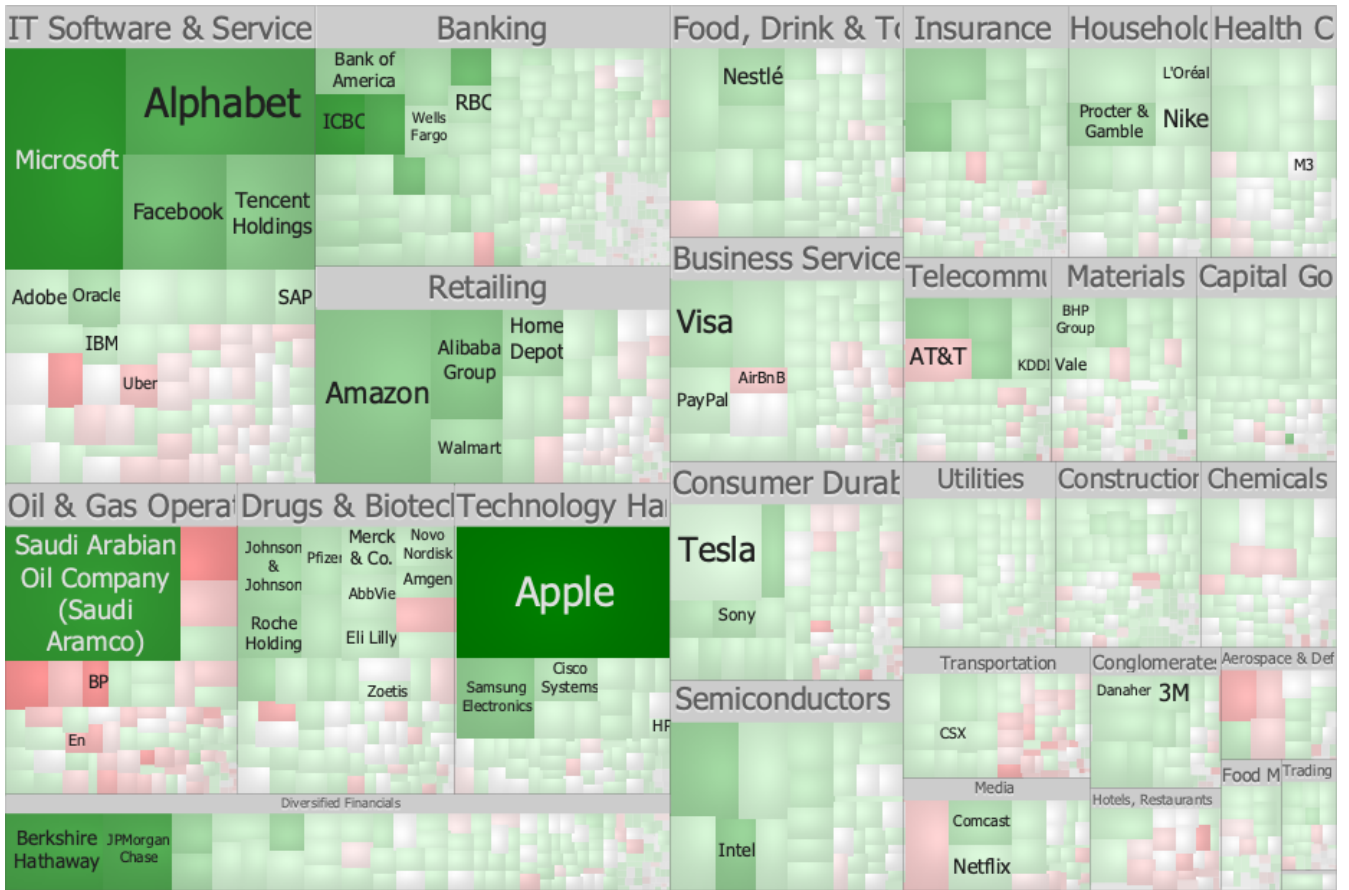 IT Software & Service
Microsoft
Alphabet
Facebook
Tencent
Holdings
Adobe
Oracle
SAP
IBM
Uber
Banking
Bank of
America
ICBC
Wells
Fargo
RBC
Retailing
Amazon
Alibaba
Group
Home
Depot
Walmart
Food, Drink & To
Nestlé
Business Service
Visa
AirBnB
PayPal
Consumer Durab
Tesla
Sony
Semiconductors
Intel
Insurance
Household
L'Oréal
Procter &
Gamble
Nike
Health C
M3
Telecommu
AT&T
KDDI
Materials
BHP
Group
Vale
Capital Go
Utilities
Construction
Chemicals
Oil & Gas Operat
Saudi Arabian
Oil Company
(Saudi
Aramco)
BP
En
Drugs & Biotecl
Johnson
&
Johnson
Pfizer
Merck
& Co.
Novo
Nordisk
Amgen
AbbVie
Roche
Holding
Eli Lilly
Zoetis
Technology Har
Apple
Samsung
Electronics
Cisco
Systems
HP
Diversified Financials
Berkshire
Hathaway
JPMorgan
Chase
Transportation
CSX
Media
Comcast
Netflix
Conglomerates
Danaher
3M
Hotels, Restaurants
Aerospace & Def
Food M
Trading